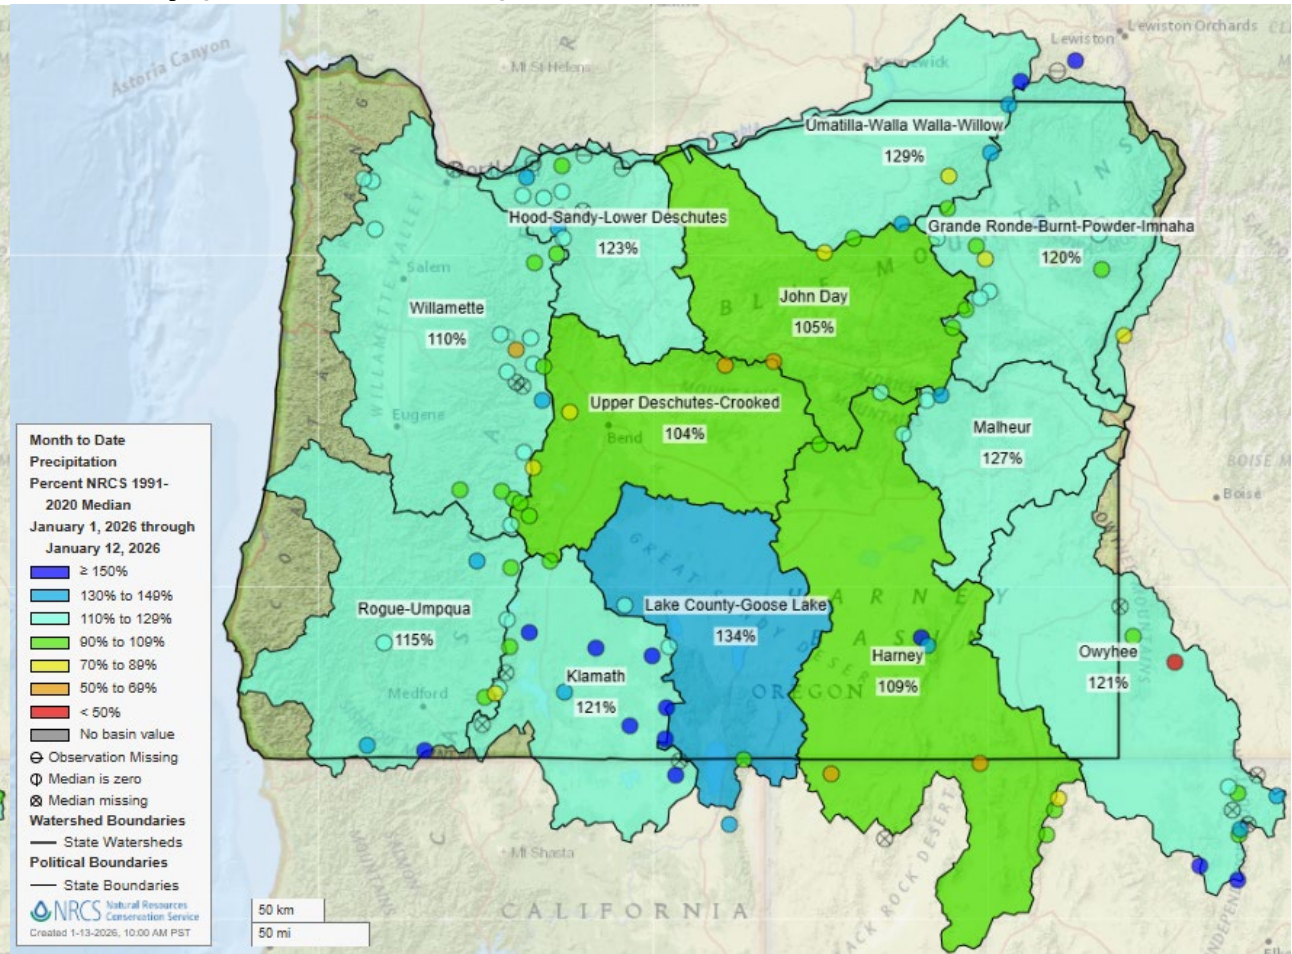 Astoria Canyon
Mt St Helens
Lewiston
Lewiston Orchards
Umatilla-Walla Walla-Willow
129%
Hood-Sandy-Lower Deschutes
123%
Grande Ronde-Burnt-Powder-Imnaha
120%
Salem
WILLAMETTE VALLEY
Willamette
110%
John Day
105%
Upper Deschutes-Crooked
104%
Eugene
Bend
Malheur
127%
BOISE M
Boise
Rogue-Umpqua
115%
Lake County-Goose Lake
134%
HARNEY
BASIN
Harney
109%
Owyhee
121%
Klamath
121%
OREGON
Medford
Mt Shasta
CALIFORNIA
Month to Date
Precipitation
Percent NRCS 1991-
2020 Median
January 1, 2026 through
January 12, 2026
≥ 150%
130% to 149%
110% to 129%
90% to 109%
70% to 89%
50% to 69%
< 50%
No basin value
Observation Missing
Median is zero
Median missing
Watershed Boundaries
State Watersheds
Political Boundaries
State Boundaries
NRCS Natural Resources
Conservation Service
Created 1-13-2026, 10:00 AM PST
50 km
50 mi